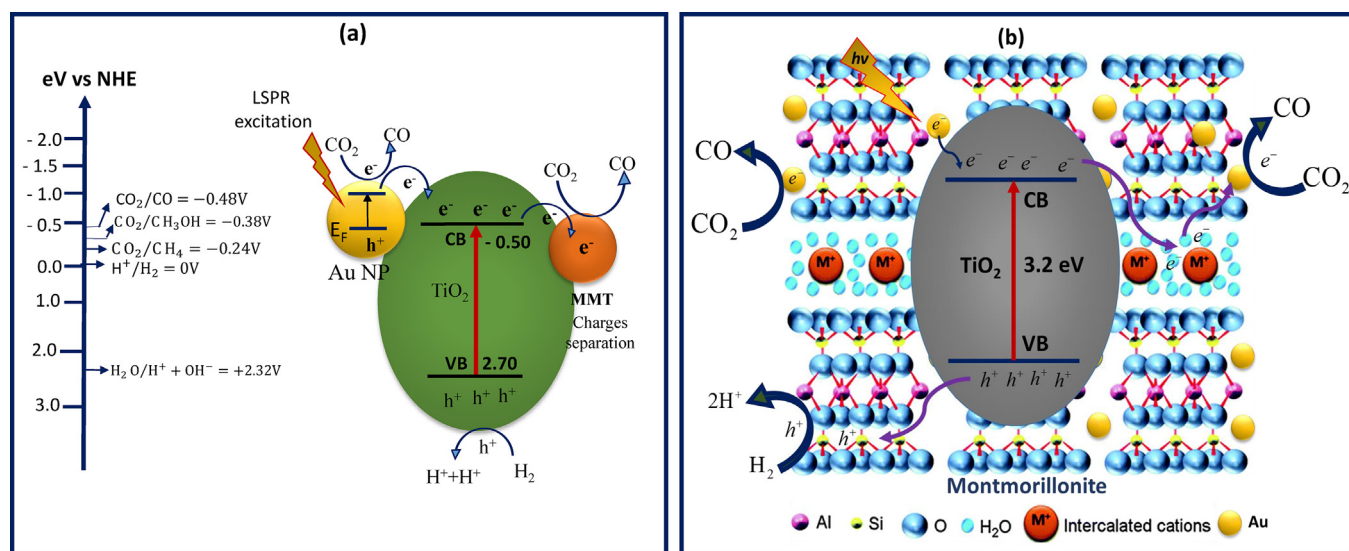 (a)
eV vs NHE
- 2.0
- 1.5
- 1.0
- 0.5
0.0
1.0
2.0
3.0
CO₂/CO = −0.48V
CO₂/CH₃OH = −0.38V
CO₂/CH₄ = −0.24V
H⁺/H₂ = 0V
H₂ O/H⁺ + OH⁻ = +2.32V
LSPR
excitation
CO₂
CO
e⁻
e⁻
E_F
h⁺
Au NP
e⁻ e⁻ e⁻
CB - 0.50
TiO₂
VB 2.70
h⁺ h⁺ h⁺
h⁺
H⁺+H⁺
H₂
e⁻
CO₂
CO
e⁻
MMT
Charges
separation
(b)
hν
e⁻
CO
e⁻
CO₂
e⁻ e⁻ e⁻ e⁻
CB
TiO₂ 3.2 eV
VB
h⁺ h⁺ h⁺ h⁺
CO
e⁻
CO₂
e⁻
e⁻
M⁺ M⁺
M⁺ M⁺
2H⁺
h⁺
H₂
h⁺
Montmorillonite
Al Si O H₂O M⁺ Intercalated cations Au